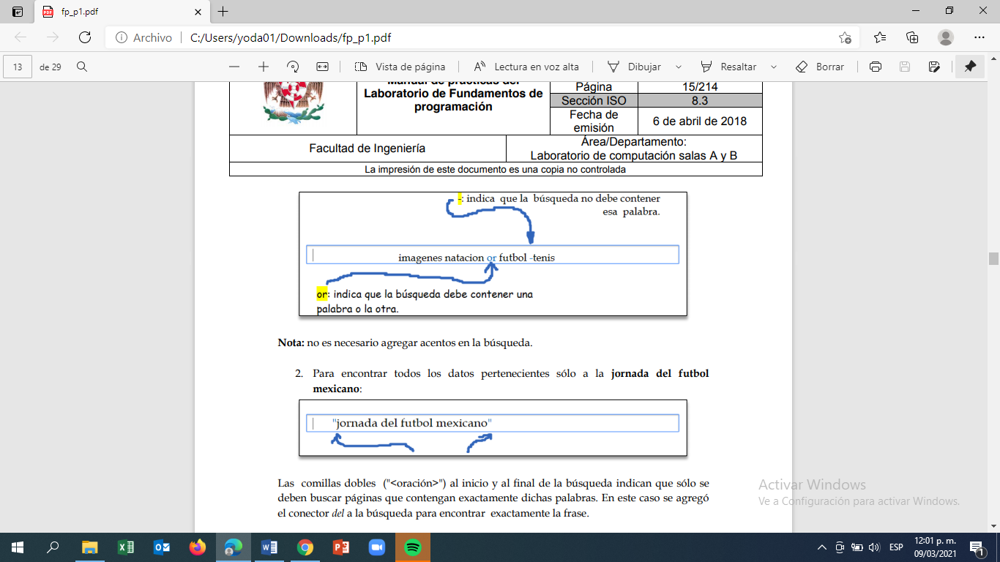 fp_p1.pdf
Archivo C:/Users/yoda01/Downloads/fp_p1.pdf
13 de 29 Vista de página Lectura en voz alta Dibujar Resaltar Borrar
Manual de prácticas del
Laboratorio de Fundamentos de
programación
Página 15/214
Sección ISO 8.3
Fecha de
emisión
6 de abril de 2018
Facultad de Ingeniería
Área/Departamento:
Laboratorio de computación salas A y B
La impresión de este documento es una copia no controlada
-: indica que la búsqueda no debe contener
esa palabra.
imagenes natacion or futbol -tenis
or: indica que la búsqueda debe contener una
palabra o la otra.
Nota: no es necesario agregar acentos en la búsqueda.
2. Para encontrar todos los datos pertenecientes sólo a la jornada del futbol
mexicano:
"jornada del futbol mexicano"
Las comillas dobles ("<oración>") al inicio y al final de la búsqueda indican que sólo se
deben buscar páginas que contengan exactamente dichas palabras. En este caso se agregó
el conector del a la búsqueda para encontrar exactamente la frase.
Activar Windows
Ve a Configuración para activar Windows.
ESP
12:01 p. m.
09/03/2021
1